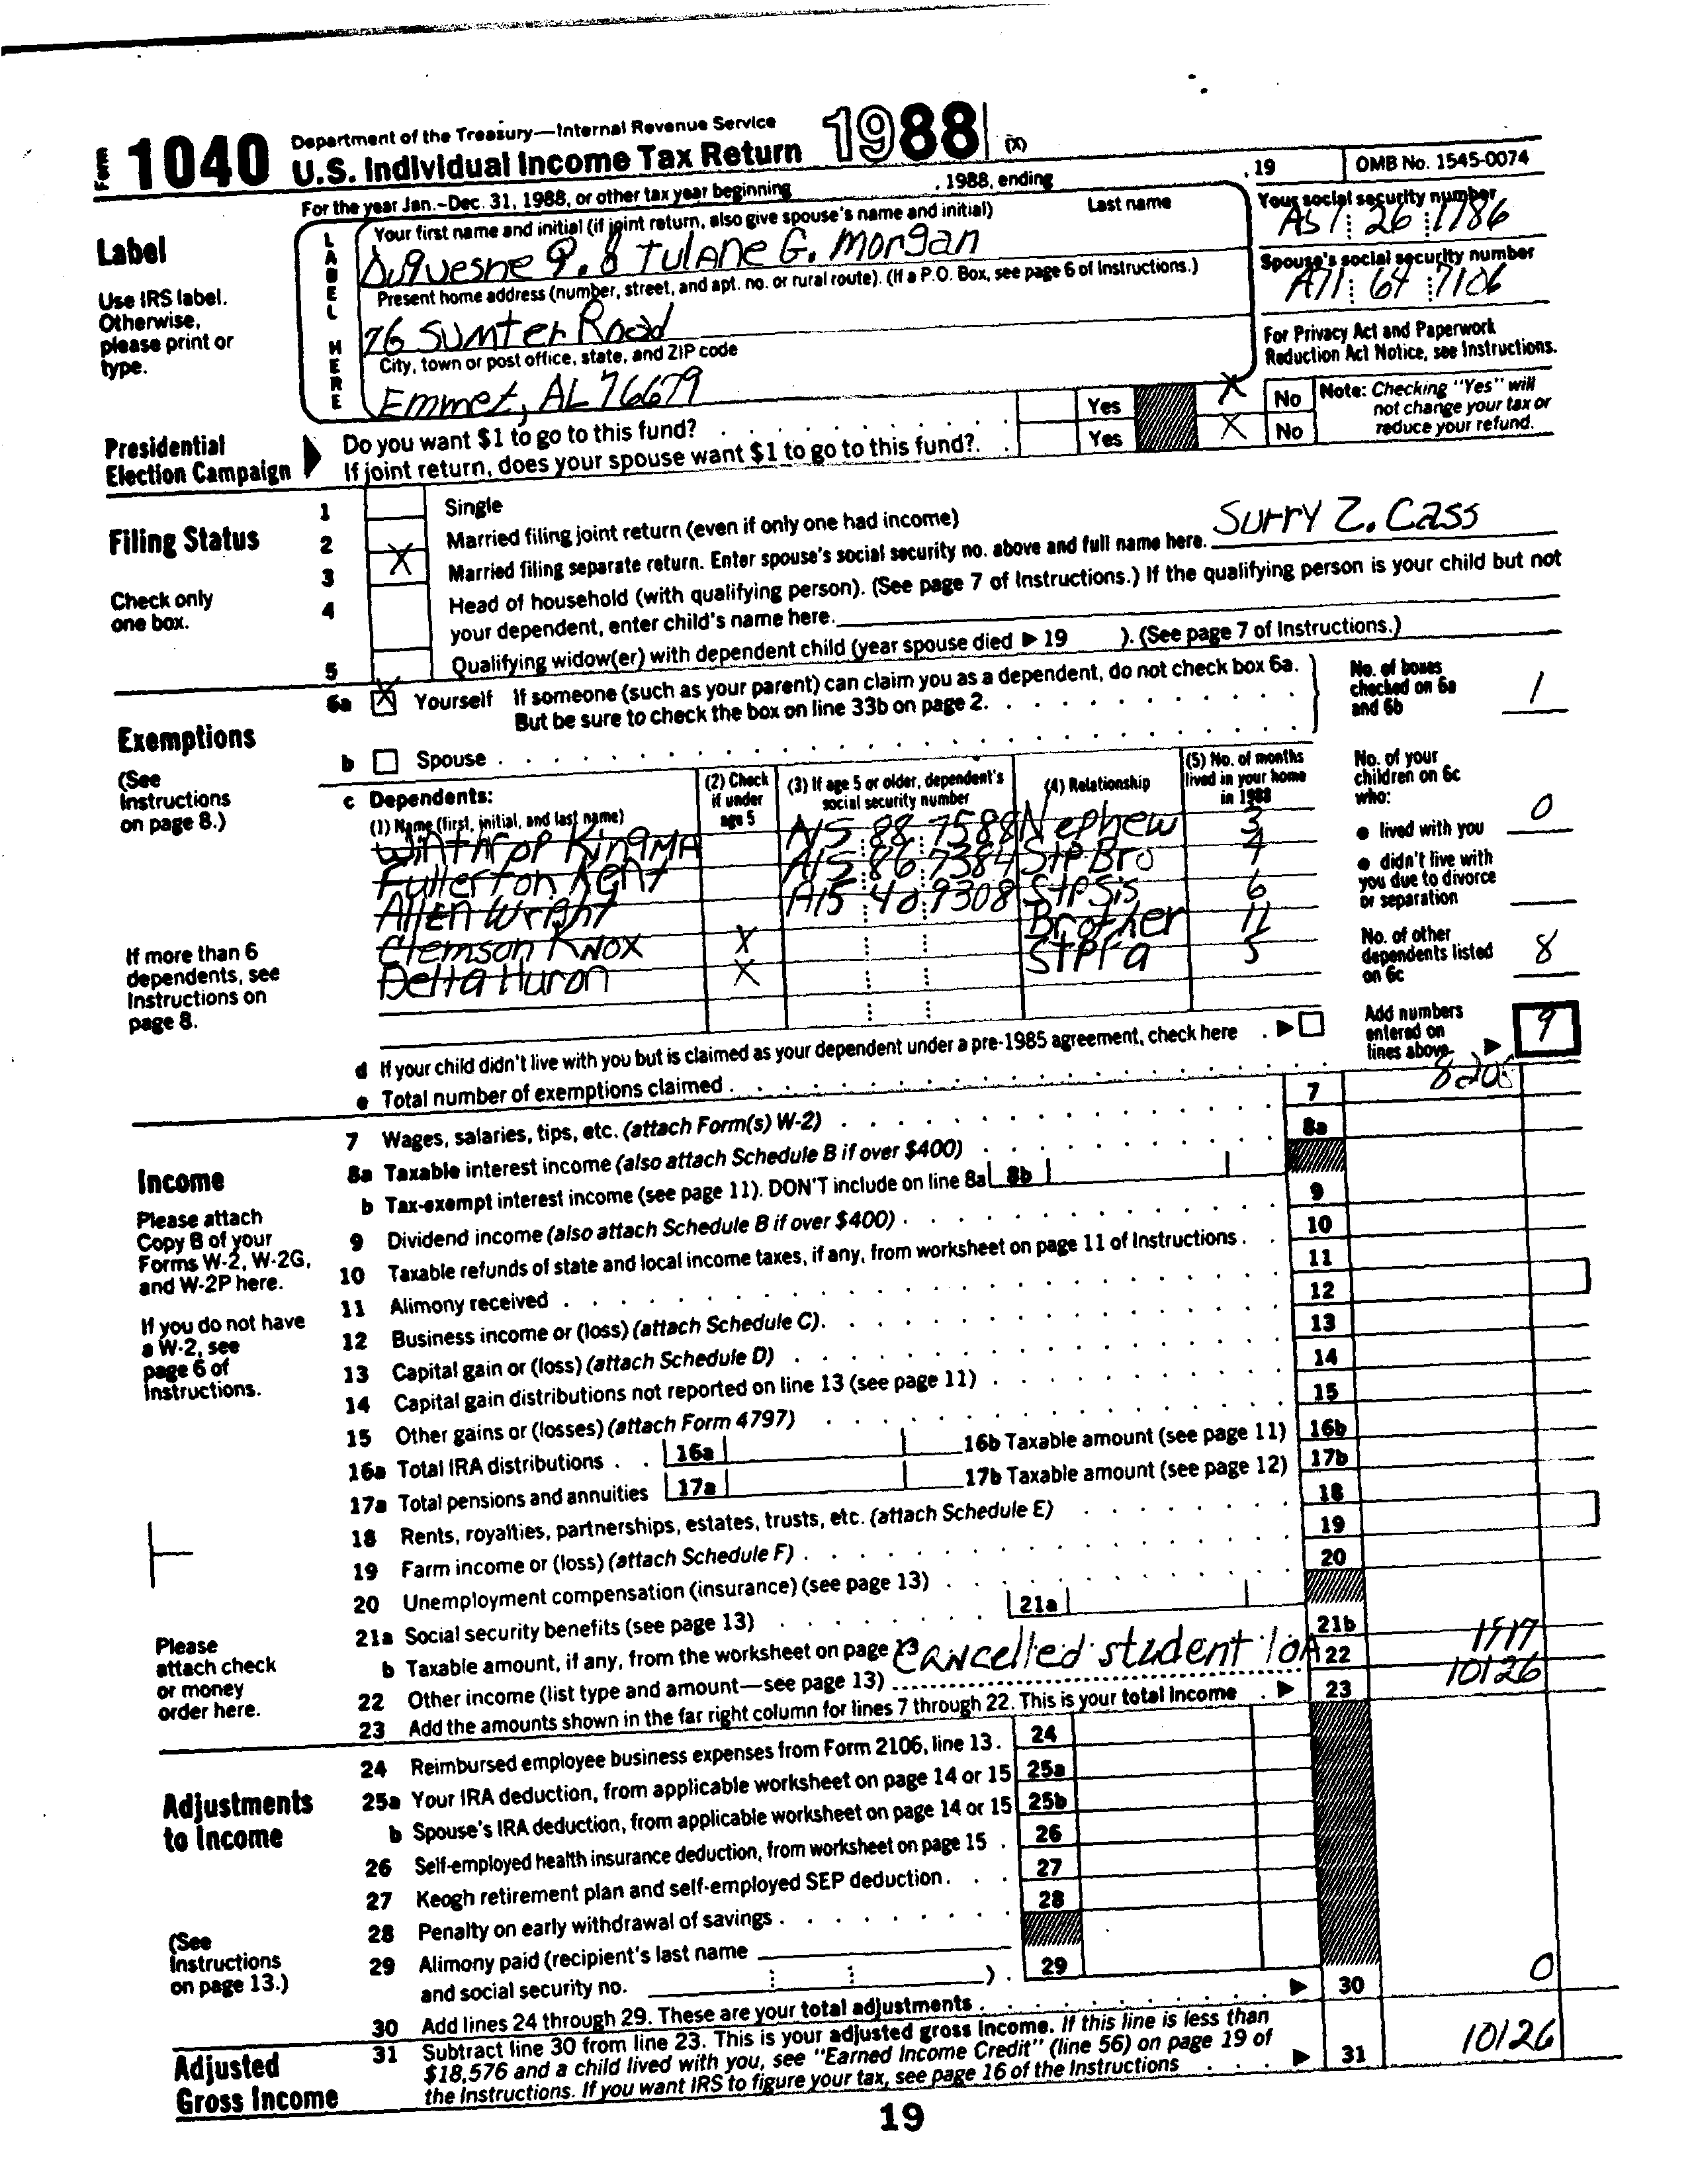 Form 1040 Department of the Treasury—Internal Revenue Service
U.S. Individual Income Tax Return 1988 (X)
For the year Jan.–Dec. 31, 1988, or other tax year beginning , 1988, ending , 19 OMB No. 1545-0074
Label
Use IRS label. Otherwise, please print or type.
LABEL HERE
Your first name and initial (if joint return, also give spouse's name and initial) Last name
Duquesne Q. & Tulane G. Morgan
Your social security number
26
Present home address (number, street, and apt. no. or rural route). (If a P.O. Box, see page 6 of Instructions.)
76 Sumter Road
Spouse's social security number
A71 64 7106
City, town or post office, state, and ZIP code
Emmet, AL 76679
For Privacy Act and Paperwork Reduction Act Notice, see Instructions.
Presidential Election Campaign
Do you want $1 to go to this fund? Yes X No
If joint return, does your spouse want $1 to go to this fund? Yes X No
Note: Checking "Yes" will not change your tax or reduce your refund.
Filing Status
Check only one box.
1 Single
2 Married filing joint return (even if only one had income)
3 X Married filing separate return. Enter spouse's social security no. above and full name here. Surry Z. Cass
4 Head of household (with qualifying person). (See page 7 of Instructions.) If the qualifying person is your child but not
your dependent, enter child's name here.
5 Qualifying widow(er) with dependent child (year spouse died ▶ 19 ). (See page 7 of Instructions.)
Exemptions
(See Instructions on page 8.)
If more than 6 dependents, see Instructions on page 8.
6a X Yourself If someone (such as your parent) can claim you as a dependent, do not check box 6a.
But be sure to check the box on line 33b on page 2.
b Spouse
No. of boxes checked on 6a and 6b 1
c Dependents:
(1) Name (first, initial, and last name) (2) Check if under age 5 (3) If age 5 or older, dependent's social security number (4) Relationship (5) No. of months lived in your home in 1988
Winthrop Kingma A15 88 7588 Nephew 3
Fullerton Kent A15 86 7384 StpBro
Allen Wright A15 40 9308 StpSis 6
Clemson Knox X Brother 11
Delta Huron X StpFa 5
No. of your children on 6c who:
● lived with you 0
● didn't live with you due to divorce or separation
No. of other dependents listed on 6c 8
d If your child didn't live with you but is claimed as your dependent under a pre-1985 agreement, check here ▶
e Total number of exemptions claimed
Add numbers entered on lines above ▶ 9
Income
Please attach Copy B of your Forms W-2, W-2G, and W-2P here.
If you do not have a W-2, see page 6 of Instructions.
Please attach check or money order here.
7 Wages, salaries, tips, etc. (attach Form(s) W-2) 7
8a Taxable interest income (also attach Schedule B if over $400) 8a
b Tax-exempt interest income (see page 11). DON'T include on line 8a 8b
9 Dividend income (also attach Schedule B if over $400) 9
10 Taxable refunds of state and local income taxes, if any, from worksheet on page 11 of Instructions 10
11 Alimony received 11
12 Business income or (loss) (attach Schedule C) 12
13 Capital gain or (loss) (attach Schedule D) 13
14 Capital gain distributions not reported on line 13 (see page 11) 14
15 Other gains or (losses) (attach Form 4797) 15
16a Total IRA distributions 16a 16b Taxable amount (see page 11) 16b
17a Total pensions and annuities 17a 17b Taxable amount (see page 12) 17b
18 Rents, royalties, partnerships, estates, trusts, etc. (attach Schedule E) 18
19 Farm income or (loss) (attach Schedule F) 19
20 Unemployment compensation (insurance) (see page 13) 20
21a Social security benefits (see page 13) 21a
b Taxable amount, if any, from the worksheet on page 13 21b
22 Other income (list type and amount—see page 13) Cancelled student loA 22
23 Add the amounts shown in the far right column for lines 7 through 22. This is your total income ▶ 23 10126
Adjustments to Income
(See Instructions on page 13.)
24 Reimbursed employee business expenses from Form 2106, line 13 24
25a Your IRA deduction, from applicable worksheet on page 14 or 15 25a
b Spouse's IRA deduction, from applicable worksheet on page 14 or 15 25b
26 Self-employed health insurance deduction, from worksheet on page 15 26
27 Keogh retirement plan and self-employed SEP deduction 27
28 Penalty on early withdrawal of savings 28
29 Alimony paid (recipient's last name
and social security no. ) 29
30 Add lines 24 through 29. These are your total adjustments ▶ 30 0
Adjusted Gross Income
31 Subtract line 30 from line 23. This is your adjusted gross income. If this line is less than
$18,576 and a child lived with you, see "Earned Income Credit" (line 56) on page 19 of
the Instructions. If you want IRS to figure your tax, see page 16 of the Instructions ▶ 31 10126
19